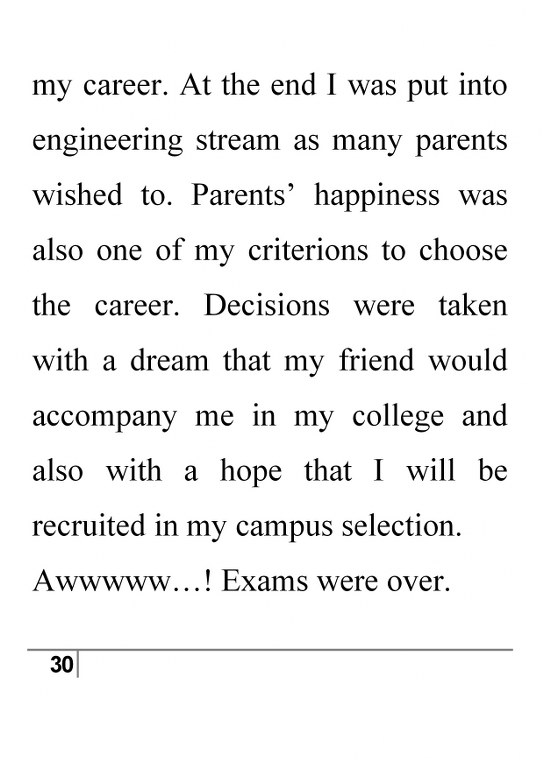 my career. At the end I was put into
engineering stream as many parents
wished to. Parents’ happiness was
also one of my criterions to choose
the career. Decisions were taken
with a dream that my friend would
accompany me in my college and
also with a hope that I will be
recruited in my campus selection.
Awwwww…! Exams were over.
30